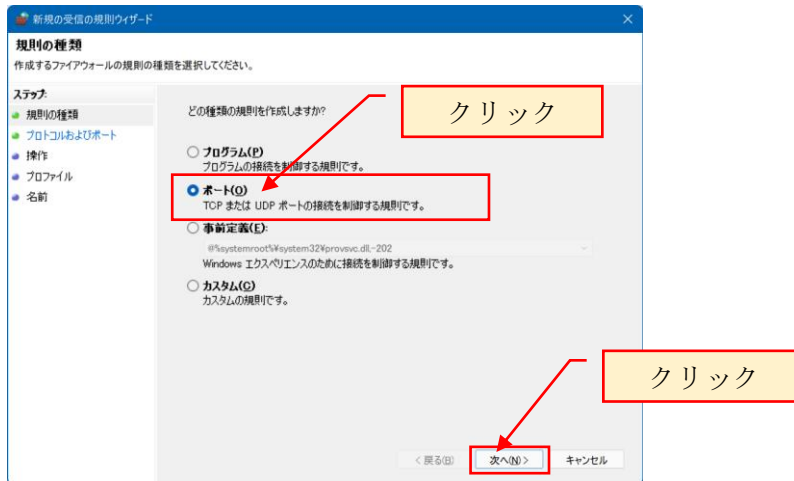 新規の受信の規則ウィザード
規則の種類
作成するファイアウォールの規則の種類を選択してください。
ステップ:
規則の種類
プロトコルおよびポート
操作
プロファイル
名前
どの種類の規則を作成しますか?
クリック
プログラム(P)
プログラムの接続を制御する規則です。
ポート(O)
TCP または UDP ポートの接続を制御する規則です。
事前定義(E):
@%systemroot%¥system32¥provsvc.dll,-202
Windows エクスペリエンスのために接続を制御する規則です。
カスタム(C)
カスタムの規則です。
クリック
< 戻る(B)
次へ(N) >
キャンセル